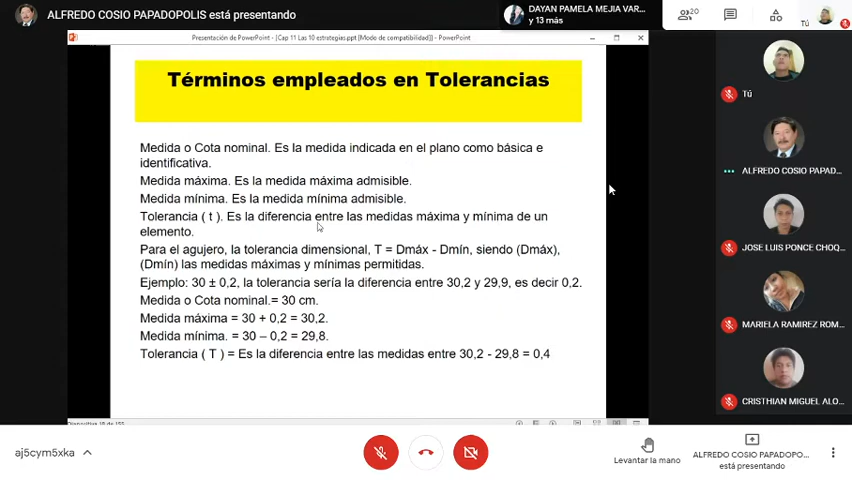 ALFREDO COSIO PAPADOPOLIS está presentando
DAYAN PAMELA MEJIA VAR...
y 13 más
20
Tú
Presentación de PowerPoint - [Cap 11 Las 10 estrategias.ppt [Modo de compatibilidad]] - PowerPoint
Términos empleados en Tolerancias
Medida o Cota nominal. Es la medida indicada en el plano como básica e
identificativa.
Medida máxima. Es la medida máxima admisible.
Medida mínima. Es la medida mínima admisible.
Tolerancia ( t ). Es la diferencia entre las medidas máxima y mínima de un
elemento.
Para el agujero, la tolerancia dimensional, T = Dmáx - Dmín, siendo (Dmáx),
(Dmín) las medidas máximas y mínimas permitidas.
Ejemplo: 30 ± 0,2, la tolerancia sería la diferencia entre 30,2 y 29,9, es decir 0,2.
Medida o Cota nominal.= 30 cm.
Medida máxima = 30 + 0,2 = 30,2.
Medida mínima. = 30 – 0,2 = 29,8.
Tolerancia ( T ) = Es la diferencia entre las medidas entre 30,2 - 29,8 = 0,4
Tú
ALFREDO COSIO PAPAD...
JOSE LUIS PONCE CHOQ...
MARIELA RAMIREZ ROM...
CRISTHIAN MIGUEL ALO...
aj5cym5xka
Levantar la mano
ALFREDO COSIO PAPADOPO...
está presentando